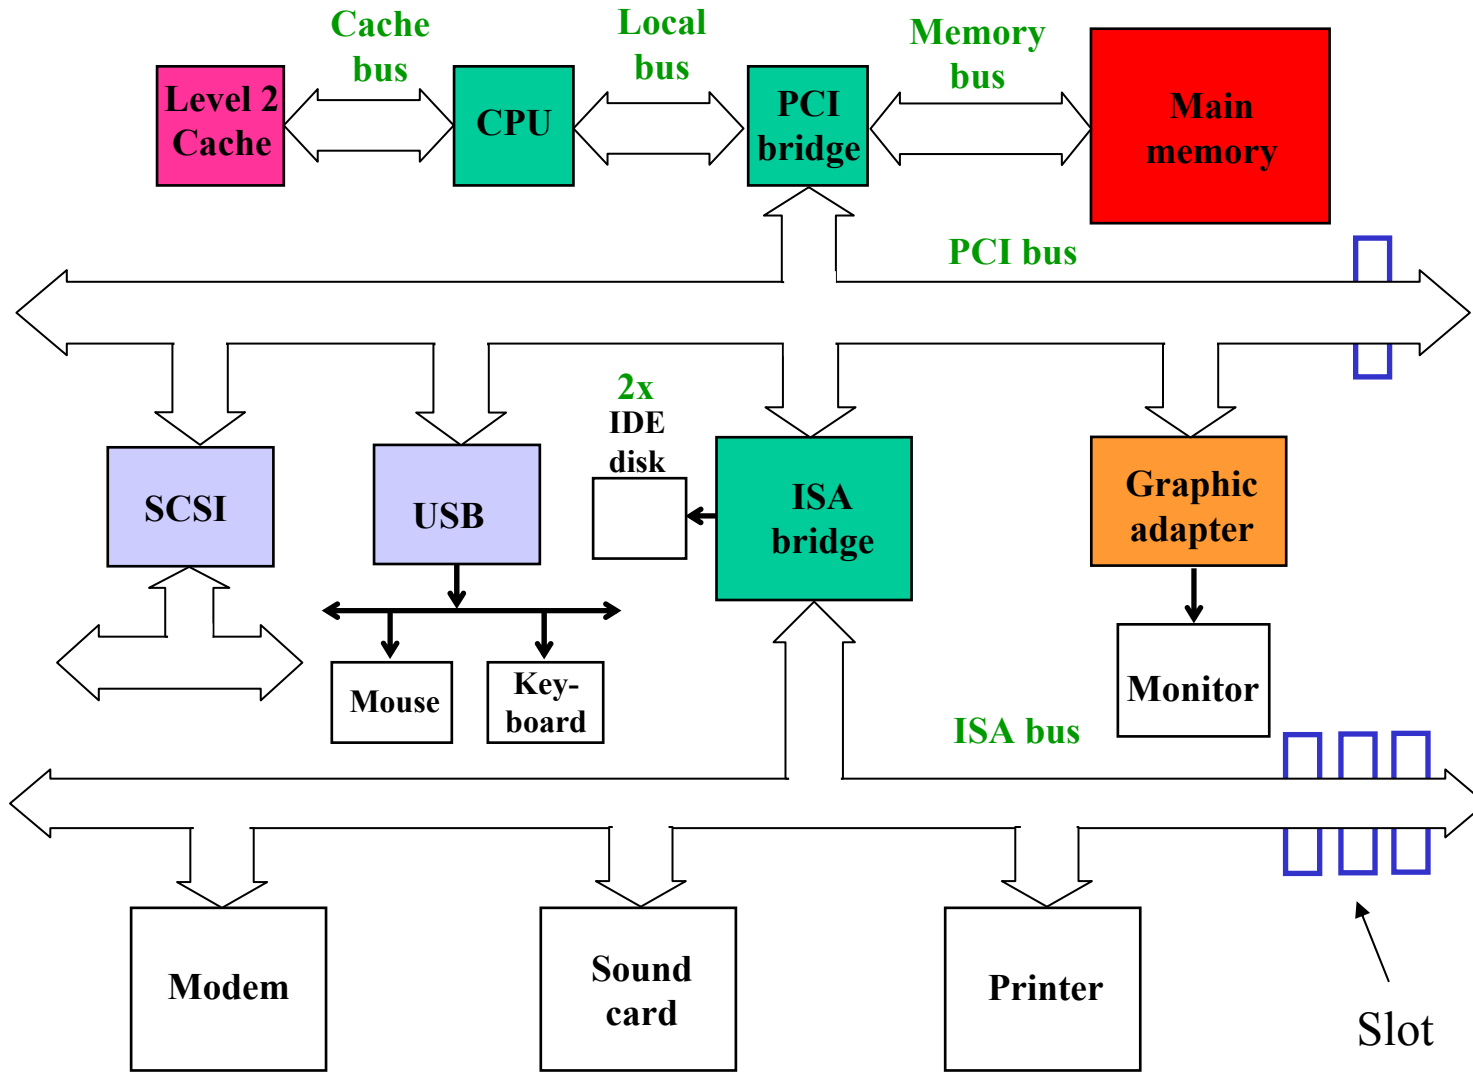 Cache
bus
Local
bus
Memory
bus
Level 2
Cache
CPU
PCI
bridge
Main
memory
PCI bus
2x
IDE
disk
SCSI
USB
ISA
bridge
Graphic
adapter
Mouse
Key-
board
Monitor
ISA bus
Modem
Sound
card
Printer
Slot